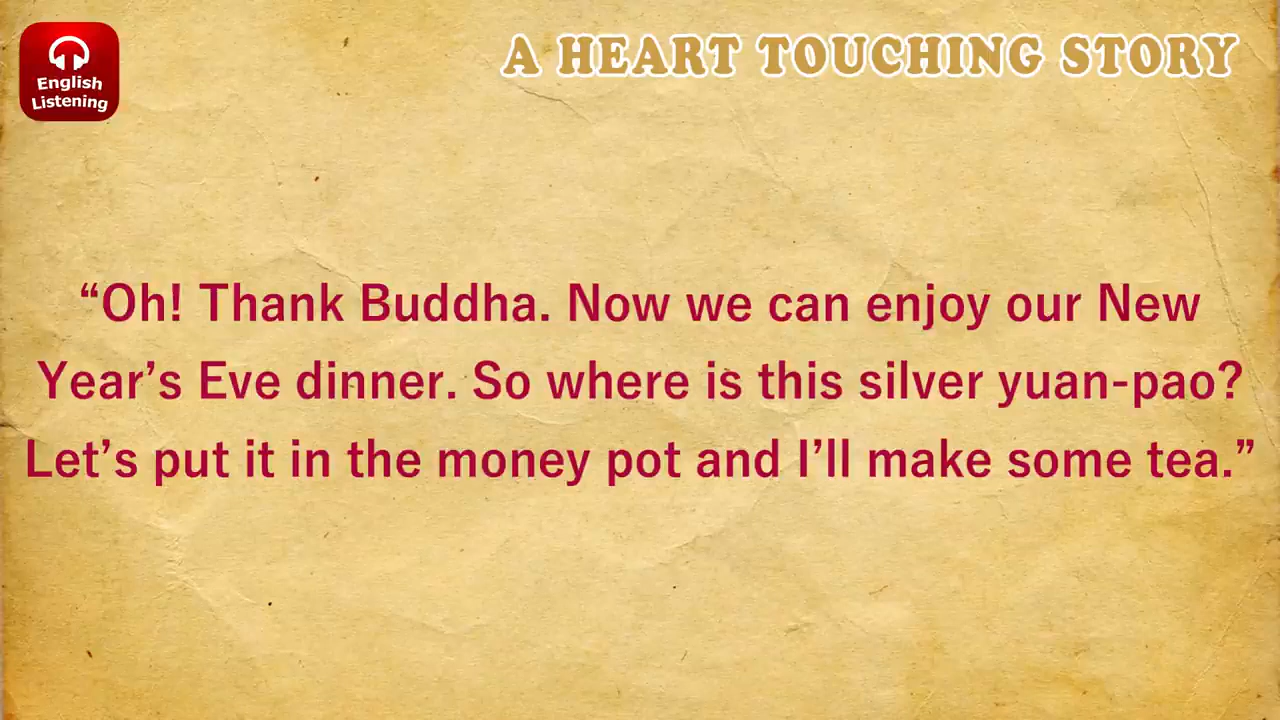 English
Listening
A HEART TOUCHING STORY
“Oh! Thank Buddha. Now we can enjoy our New
Year’s Eve dinner. So where is this silver yuan-pao?
Let’s put it in the money pot and I’ll make some tea.”